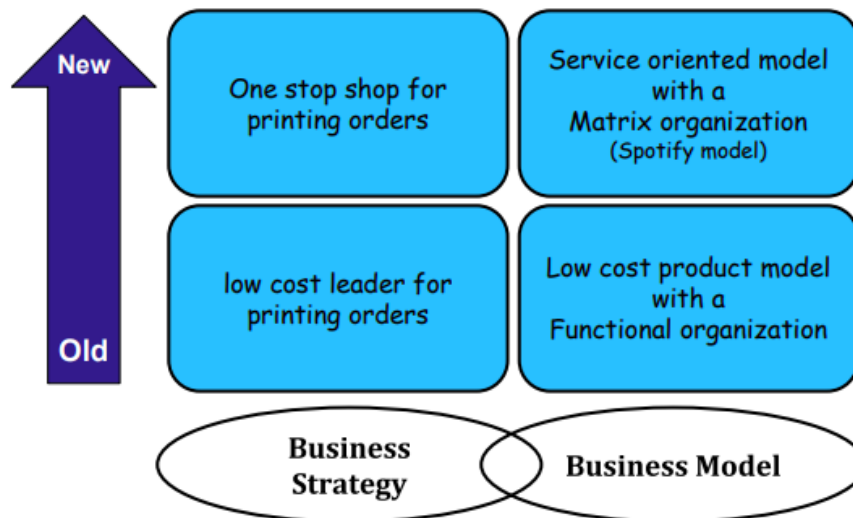 New
One stop shop for
printing orders
Service oriented model
with a
Matrix organization
(Spotify model)
Old
low cost leader for
printing orders
Low cost product model
with a
Functional organization
Business
Strategy
Business Model